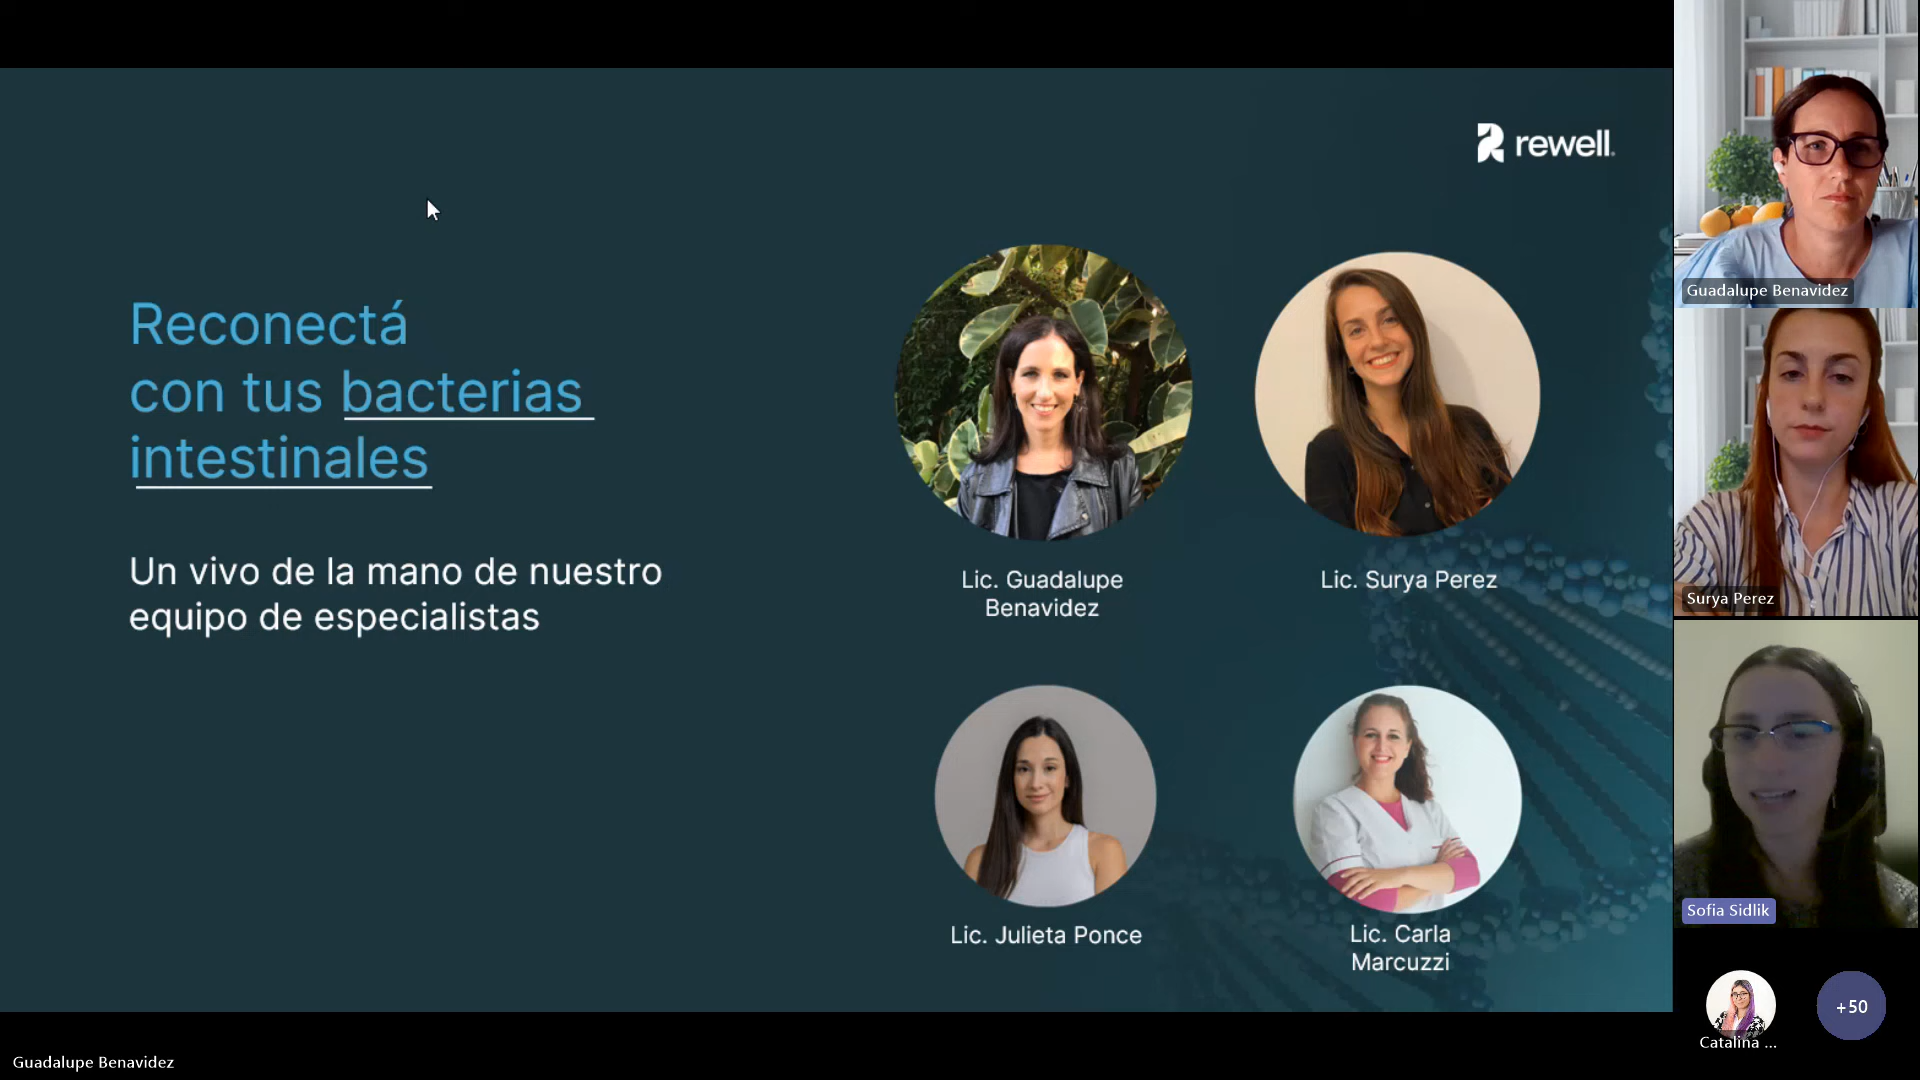 rewell.
Reconectá
con tus bacterias
intestinales
Un vivo de la mano de nuestro
equipo de especialistas
Lic. Guadalupe
Benavidez
Lic. Surya Perez
Lic. Julieta Ponce
Lic. Carla
Marcuzzi
Guadalupe Benavidez
Surya Perez
Sofia Sidlik
Catalina ...
+50
Guadalupe Benavidez